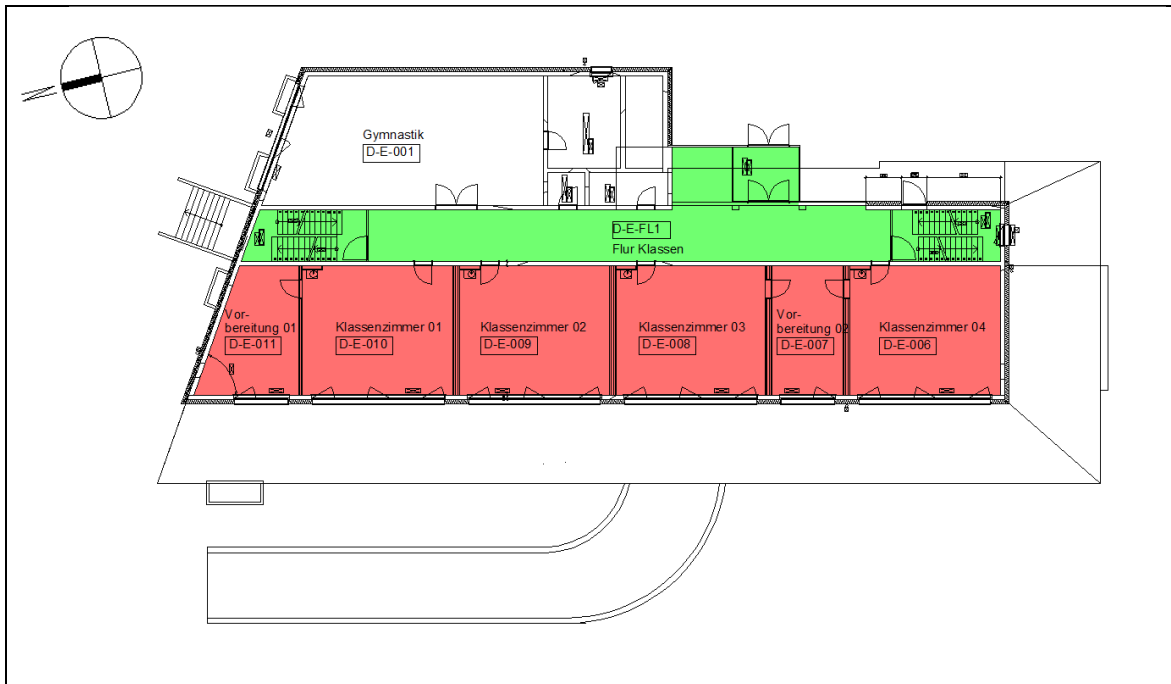 Gymnastik
D-E-001
D-E-FL1
Flur Klassen
Vor-
bereitung 01
D-E-011
Klassenzimmer 01
D-E-010
Klassenzimmer 02
D-E-009
Klassenzimmer 03
D-E-008
Vor-
bereitung 02
D-E-007
Klassenzimmer 04
D-E-006